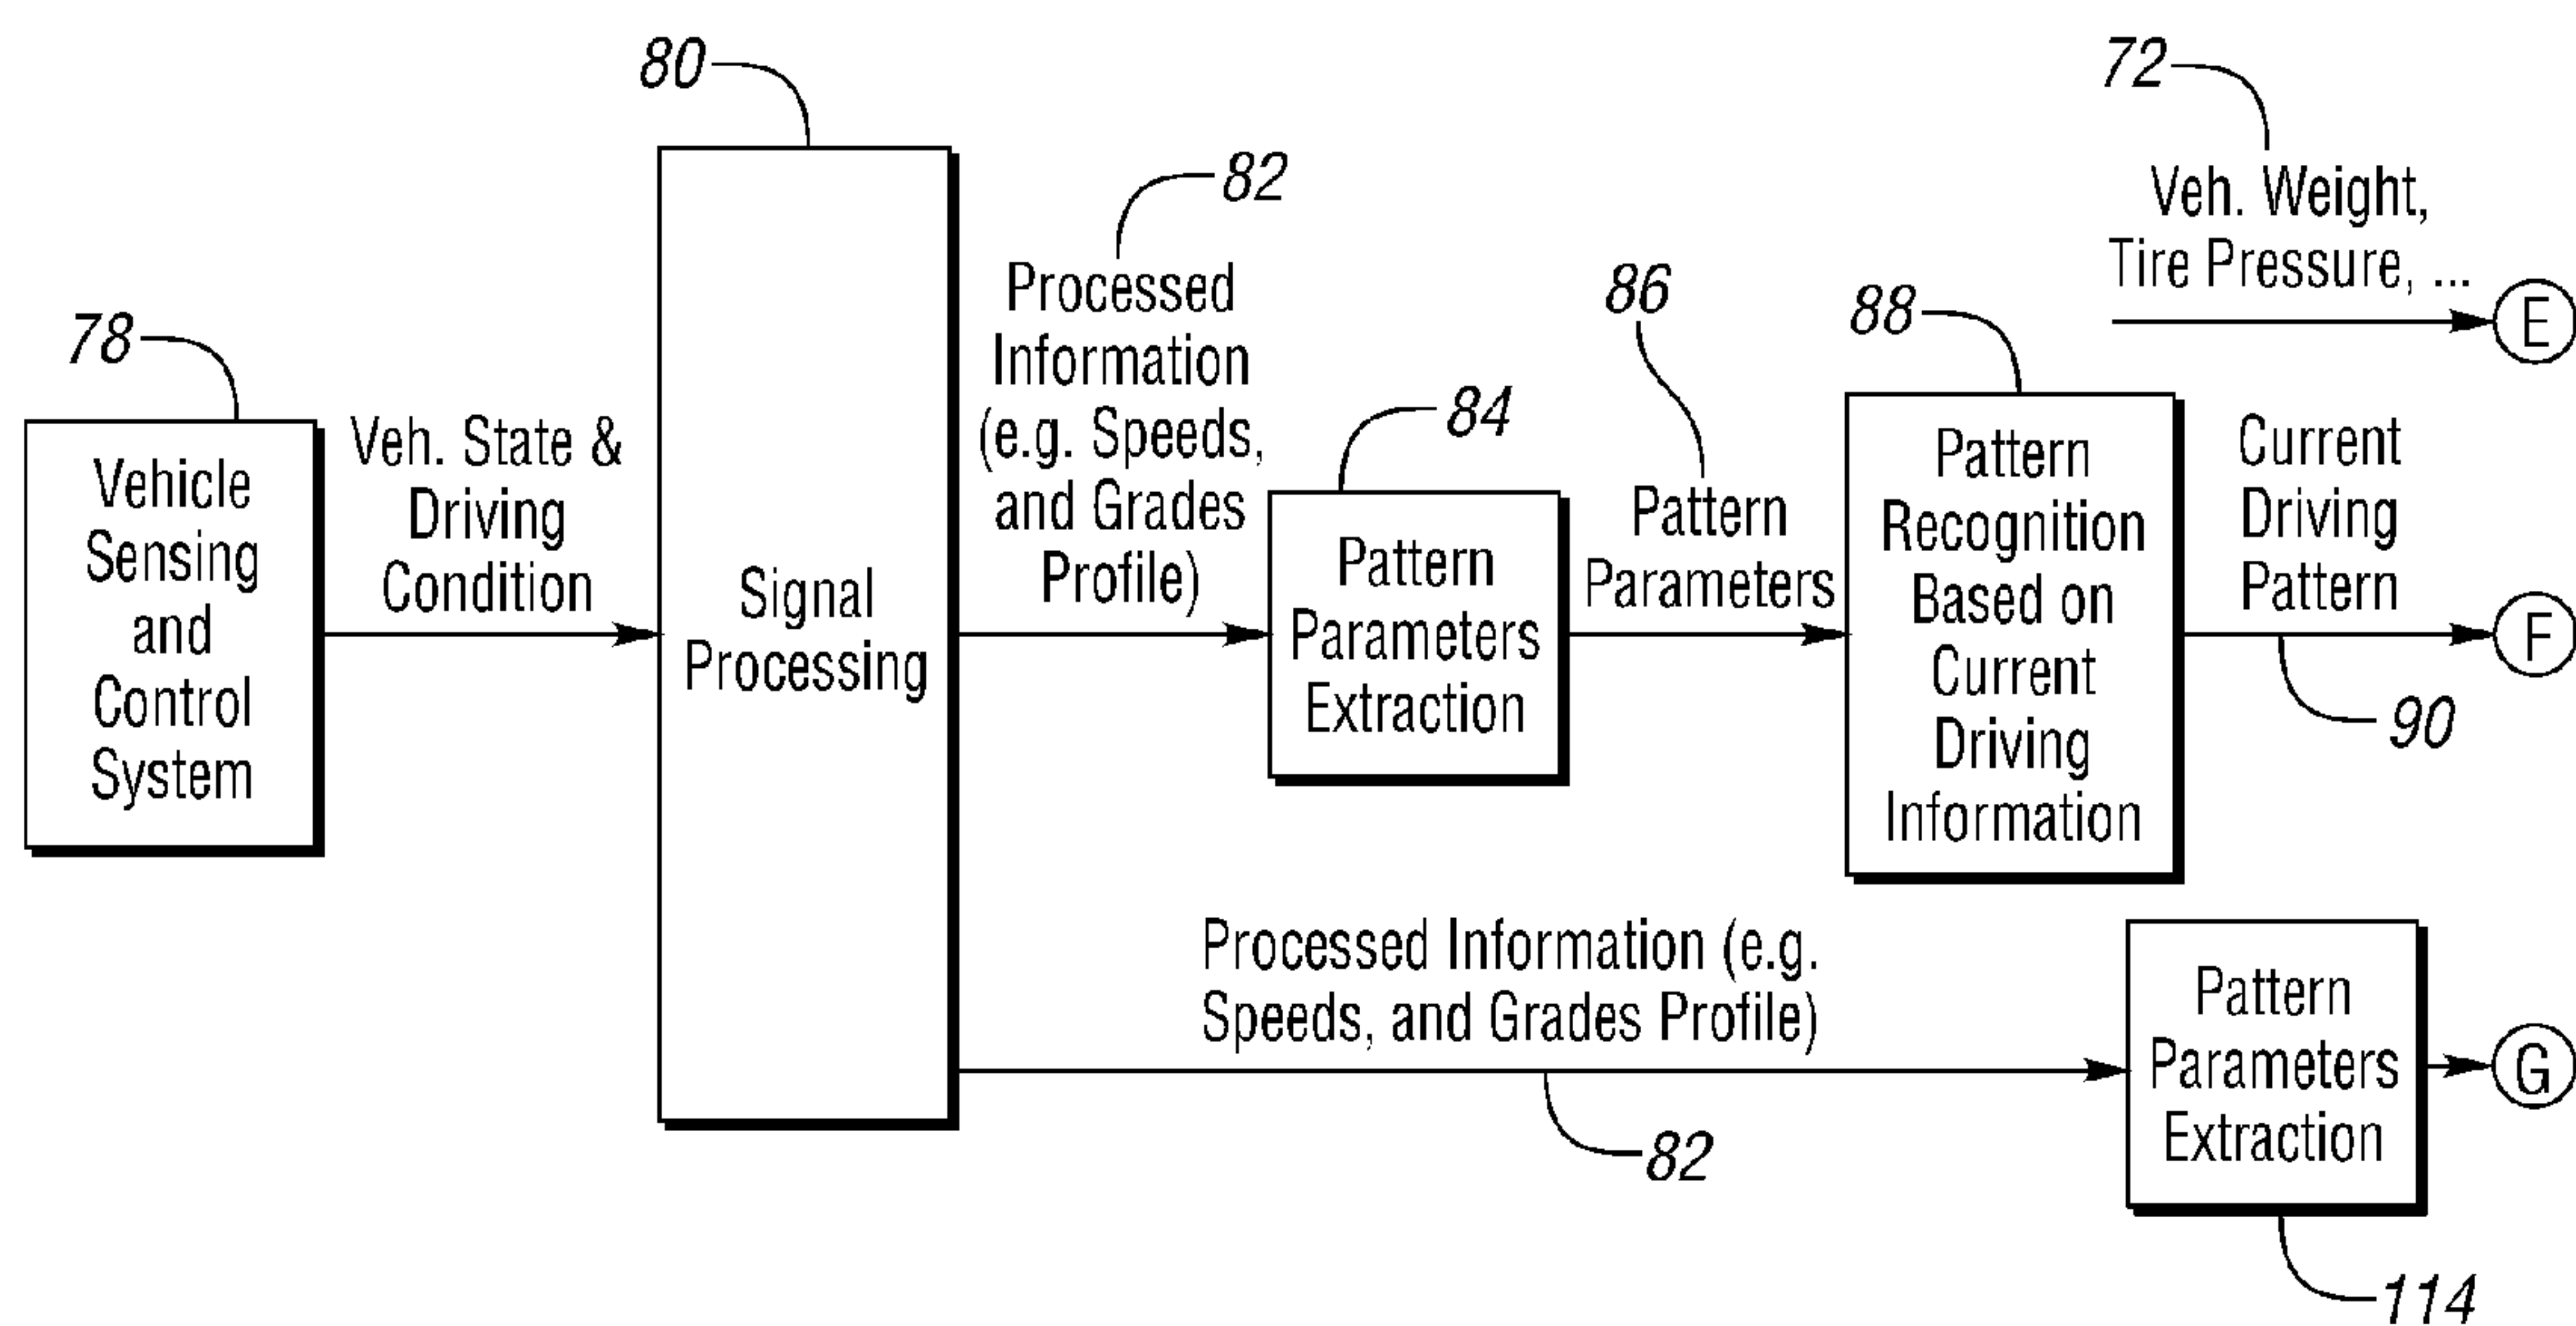 80
72
82
Veh. Weight,
Tire Pressure, ...
E
78
Vehicle
Sensing
and
Control
System
Veh. State &
Driving
Condition
Signal
Processing
Processed
Information
(e.g. Speeds,
and Grades
Profile)
84
Pattern
Parameters
Extraction
86
Pattern
Parameters
88
Pattern
Recognition
Based on
Current
Driving
Information
Current
Driving
Pattern
F
90
Processed Information (e.g.
Speeds, and Grades Profile)
82
Pattern
Parameters
Extraction
G
114